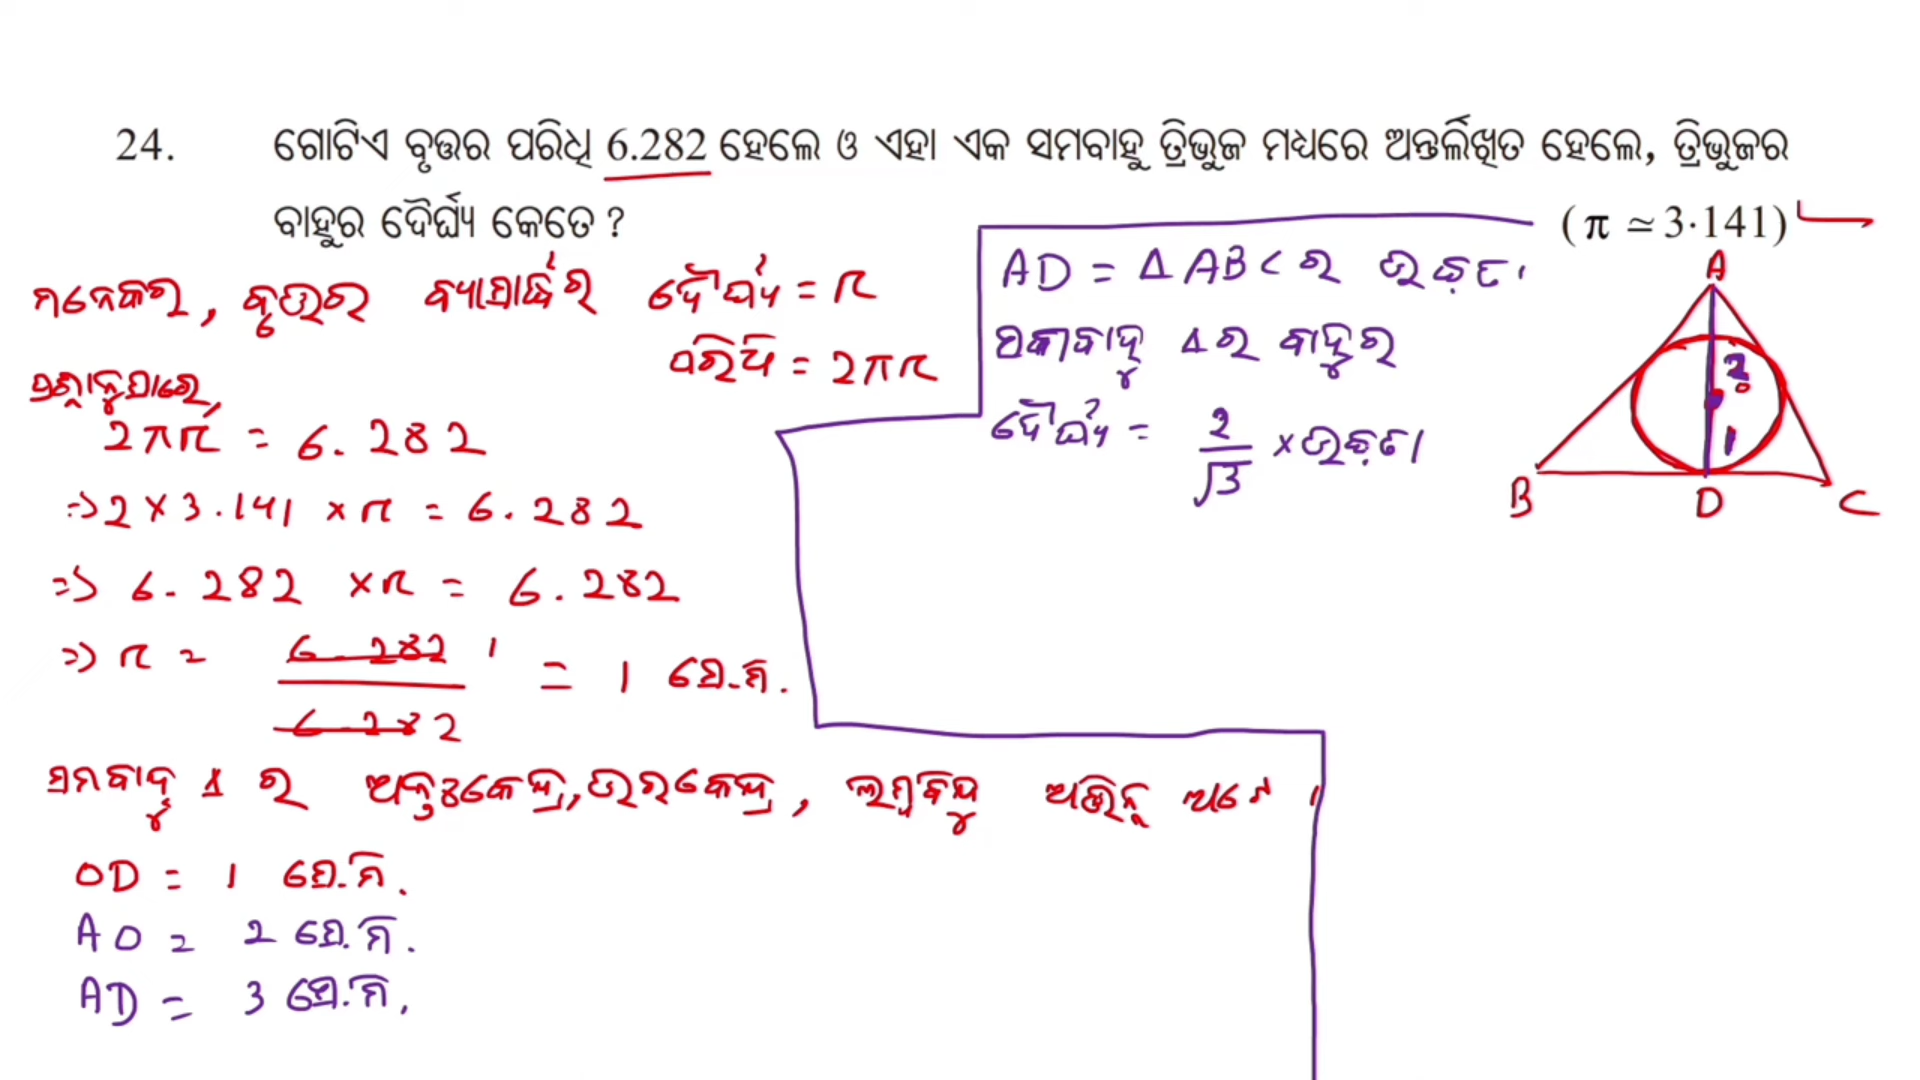 24. ଗୋଟିଏ ବୃତ୍ତର ପରିଧି 6.282 ହେଲେ ଓ ଏହା ଏକ ସମବାହୁ ତ୍ରିଭୁଜ ମଧ୍ୟରେ ଅନ୍ତର୍ଲିଖିତ ହେଲେ, ତ୍ରିଭୁଜର
ବାହୁର ଦୈର୍ଘ୍ୟ କେତେ ?
( π ≃ 3·141)
ମନେକର, ବୃତ୍ତର ବ୍ୟାସାର୍ଦ୍ଧର ଦୈର୍ଘ୍ୟ = r
ପରିଧି = 2πr
ପ୍ରଶ୍ନାନୁସାରେ,
2πr = 6.282
⇒ 2 × 3.141 × r = 6.282
⇒ 6.282 × r = 6.282
⇒ r = 6.282 / 6.282 = 1 ସେ.ମି.
ସମବାହୁ Δ ର ଅନ୍ତଃକେନ୍ଦ୍ର, ଭରକେନ୍ଦ୍ର, ଲମ୍ବବିନ୍ଦୁ ଅଭିନ୍ନ ଅଟେ ।
OD = 1 ସେ.ମି.
AO = 2 ସେ.ମି.
AD = 3 ସେ.ମି.
AD = Δ ABC ର ଉଚ୍ଚତା
ସମବାହୁ Δ ର ବାହୁର
ଦୈର୍ଘ୍ୟ = 2/√3 × ଉଚ୍ଚତା
A
2
O
1
B D C